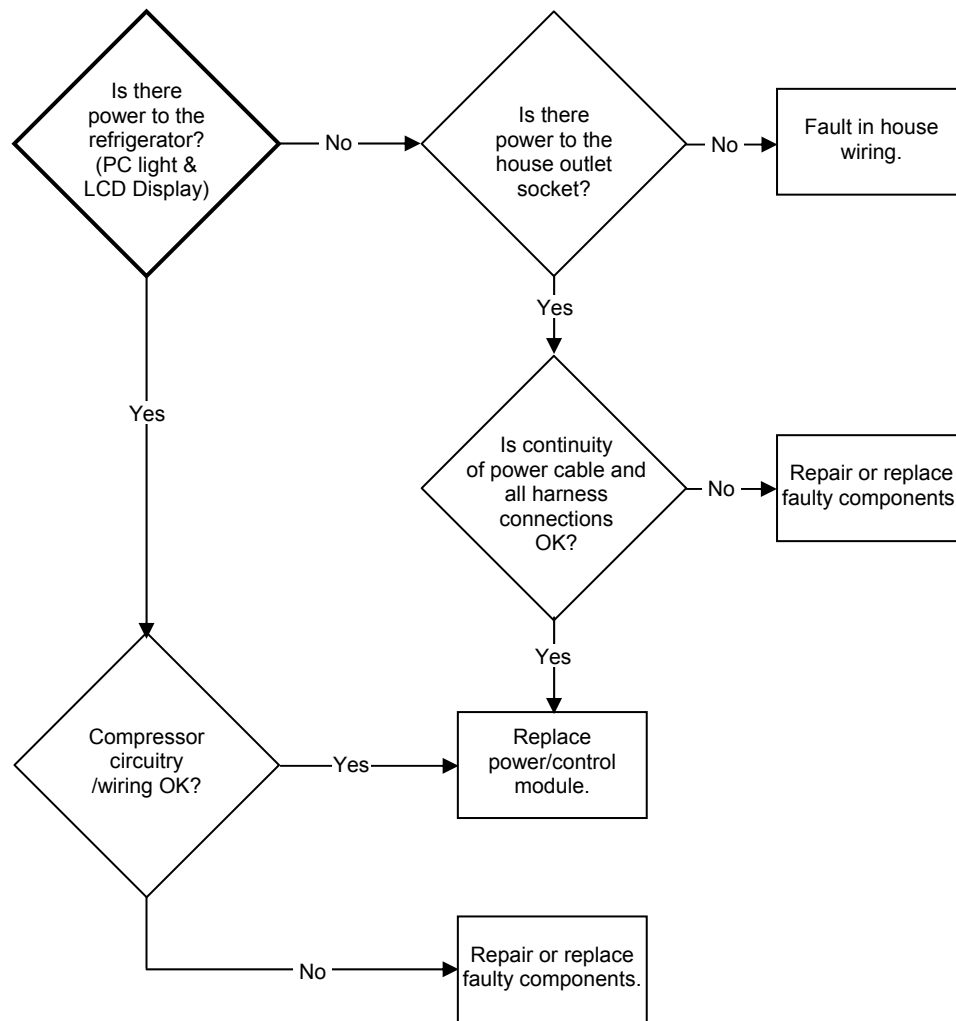 Is there
power to the
refrigerator?
(PC light &
LCD Display)
No
Is there
power to the
house outlet
socket?
No
Fault in house
wiring.
Yes
Yes
Is continuity
of power cable and
all harness
connections
OK?
No
Repair or replace
faulty components
Yes
Compressor
circuitry
/wiring OK?
Yes
Replace
power/control
module.
No
Repair or replace
faulty components.